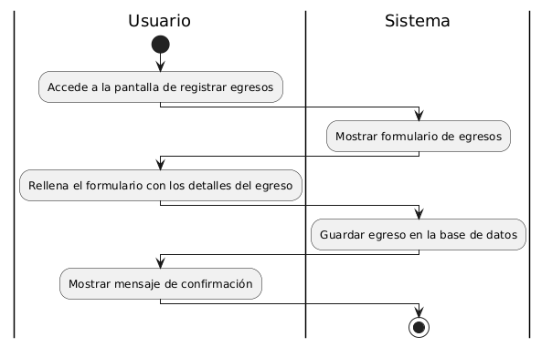 Usuario
Sistema
Accede a la pantalla de registrar egresos
Mostrar formulario de egresos
Rellena el formulario con los detalles del egreso
Guardar egreso en la base de datos
Mostrar mensaje de confirmación